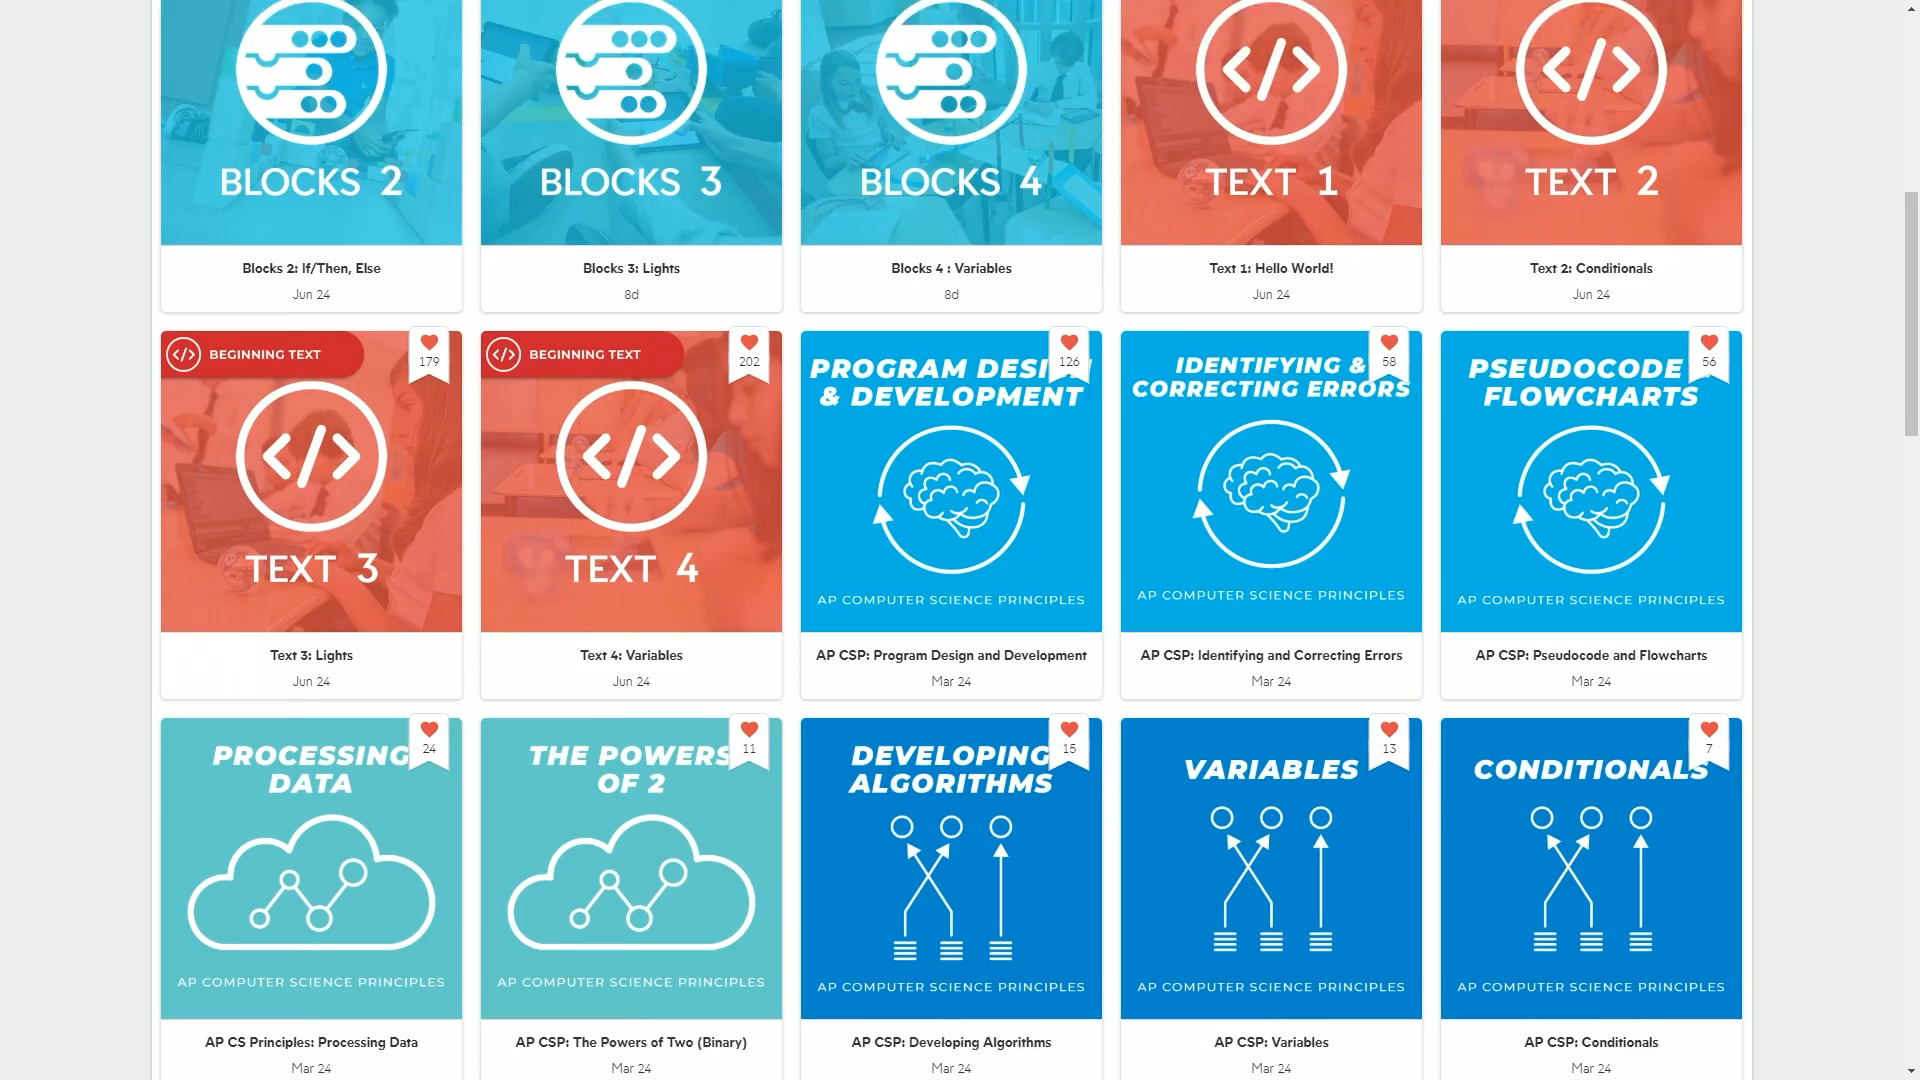 BLOCKS 2
BLOCKS 3
BLOCKS 4
TEXT 1
TEXT 2
Blocks 2: If/Then, Else
Jun 24
Blocks 3: Lights
8d
Blocks 4 : Variables
8d
Text 1: Hello World!
Jun 24
Text 2: Conditionals
Jun 24
BEGINNING TEXT
179
TEXT 3
Text 3: Lights
Jun 24
BEGINNING TEXT
202
TEXT 4
Text 4: Variables
Jun 24
126
PROGRAM DESI
& DEVELOPMENT
AP COMPUTER SCIENCE PRINCIPLES
AP CSP: Program Design and Development
Mar 24
58
IDENTIFYING &
CORRECTING ERRORS
AP COMPUTER SCIENCE PRINCIPLES
AP CSP: Identifying and Correcting Errors
Mar 24
56
PSEUDOCODE
FLOWCHARTS
AP COMPUTER SCIENCE PRINCIPLES
AP CSP: Pseudocode and Flowcharts
Mar 24
24
PROCESSING
DATA
AP COMPUTER SCIENCE PRINCIPLES
AP CS Principles: Processing Data
Mar 24
11
THE POWERS
OF 2
AP COMPUTER SCIENCE PRINCIPLES
AP CSP: The Powers of Two (Binary)
Mar 24
15
DEVELOPING
ALGORITHMS
AP COMPUTER SCIENCE PRINCIPLES
AP CSP: Developing Algorithms
Mar 24
13
VARIABLES
AP COMPUTER SCIENCE PRINCIPLES
AP CSP: Variables
Mar 24
7
CONDITIONALS
AP COMPUTER SCIENCE PRINCIPLES
AP CSP: Conditionals
Mar 24